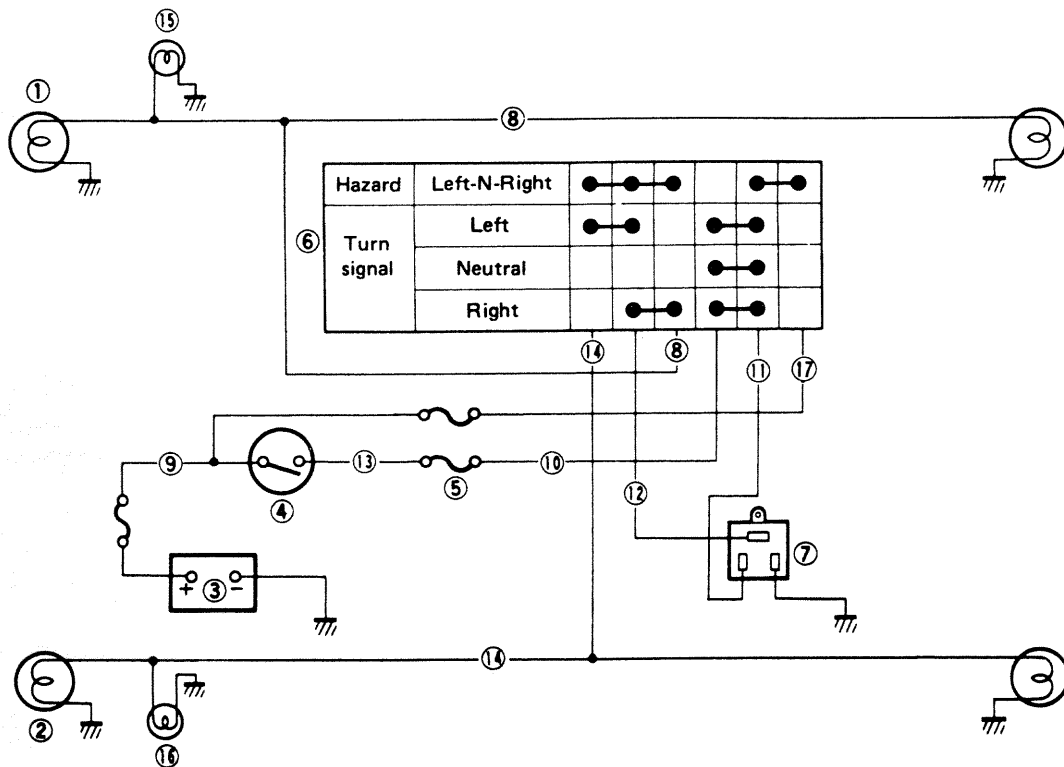 ⑮
①
⑧
Hazard Left-N-Right
⑥ Turn signal
Left
Neutral
Right
⑭ ⑧ ⑪ ⑰
⑨ ⑬ ⑩
⑤
④
⑫
⑦
+ ③ −
⑭
②
⑯